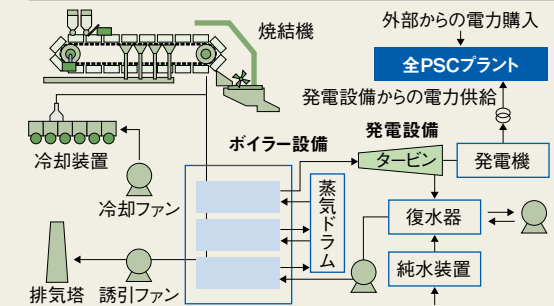 外部からの電力購入
焼結機
全PSCプラント
発電設備からの電力供給
ボイラー設備
発電設備
タービン
発電機
冷却装置
蒸気ドラム
冷却ファン
復水器
純水装置
排気塔
誘引ファン